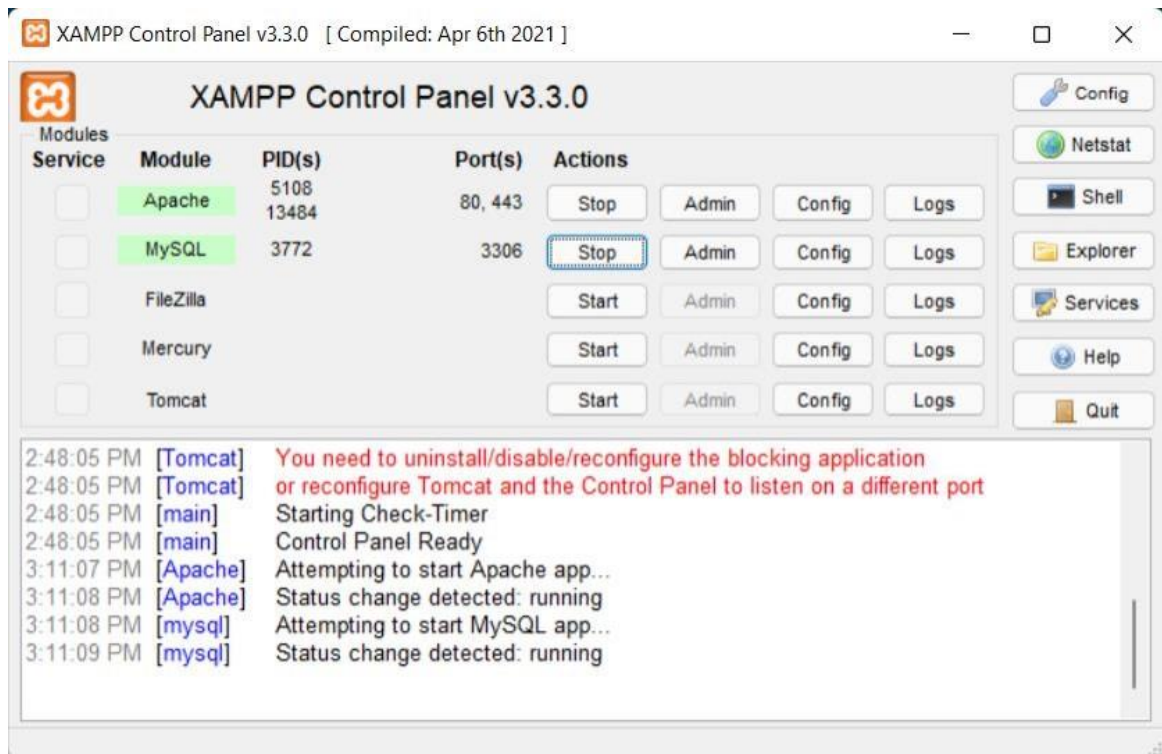 XAMPP Control Panel v3.3.0 [ Compiled: Apr 6th 2021 ]
XAMPP Control Panel v3.3.0
Config
Modules
Service Module PID(s) Port(s) Actions
Netstat
Apache 5108 13484 80, 443 Stop Admin Config Logs
Shell
MySQL 3772 3306 Stop Admin Config Logs
Explorer
FileZilla Start Admin Config Logs
Services
Mercury Start Admin Config Logs
Help
Tomcat Start Admin Config Logs
Quit
2:48:05 PM [Tomcat] You need to uninstall/disable/reconfigure the blocking application
2:48:05 PM [Tomcat] or reconfigure Tomcat and the Control Panel to listen on a different port
2:48:05 PM [main] Starting Check-Timer
2:48:05 PM [main] Control Panel Ready
3:11:07 PM [Apache] Attempting to start Apache app...
3:11:08 PM [Apache] Status change detected: running
3:11:08 PM [mysql] Attempting to start MySQL app...
3:11:09 PM [mysql] Status change detected: running